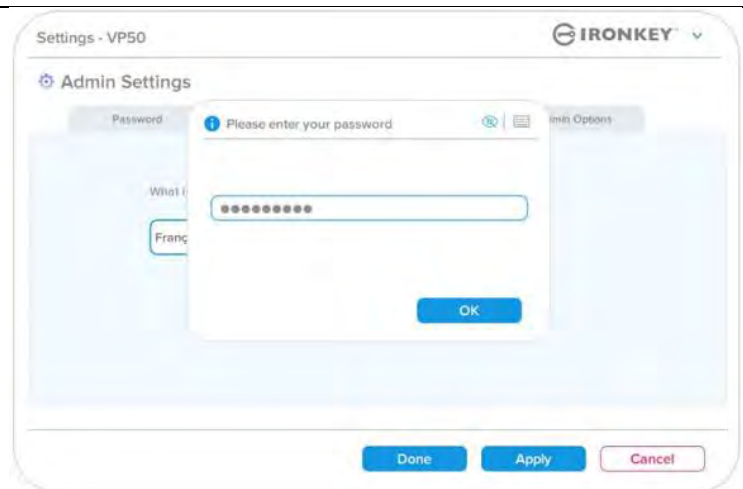 Settings - VP50
IRONKEY
Admin Settings
Password
Please enter your password
min Options
What i
Franç
●●●●●●●●●
OK
Done
Apply
Cancel